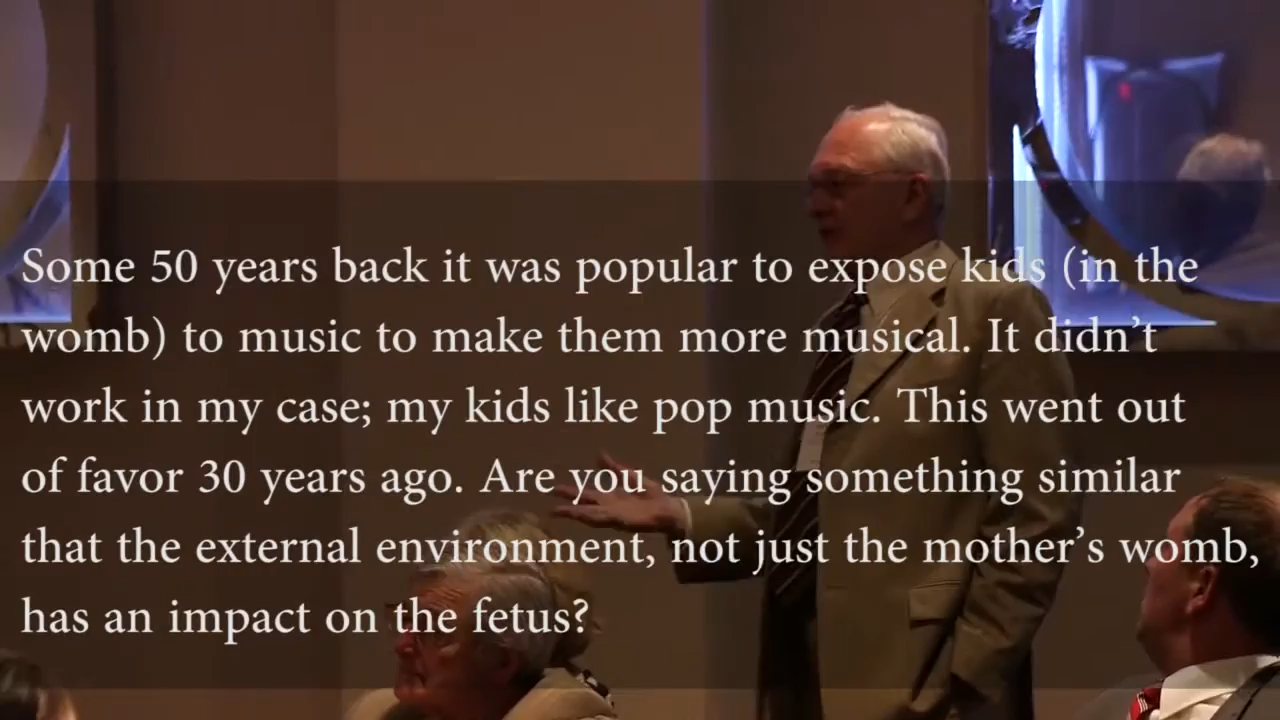 Some 50 years back it was popular to expose kids (in the
womb) to music to make them more musical. It didn’t
work in my case; my kids like pop music. This went out
of favor 30 years ago. Are you saying something similar
that the external environment, not just the mother’s womb,
has an impact on the fetus?